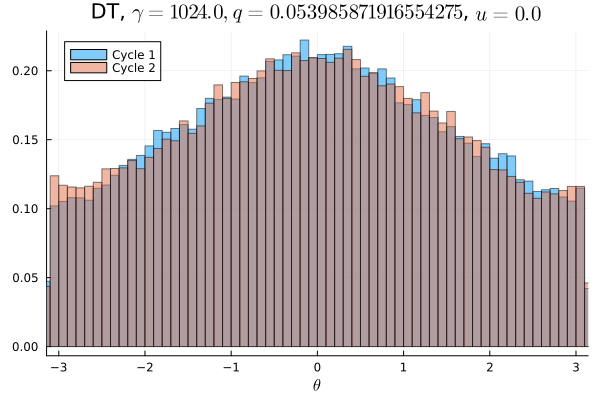 DT, γ = 1024.0, q = 0.053985871916554275, u = 0.0
Cycle 1
Cycle 2
0.20
0.15
0.10
0.05
0.00
−3 −2 −1 0 1 2 3
θ